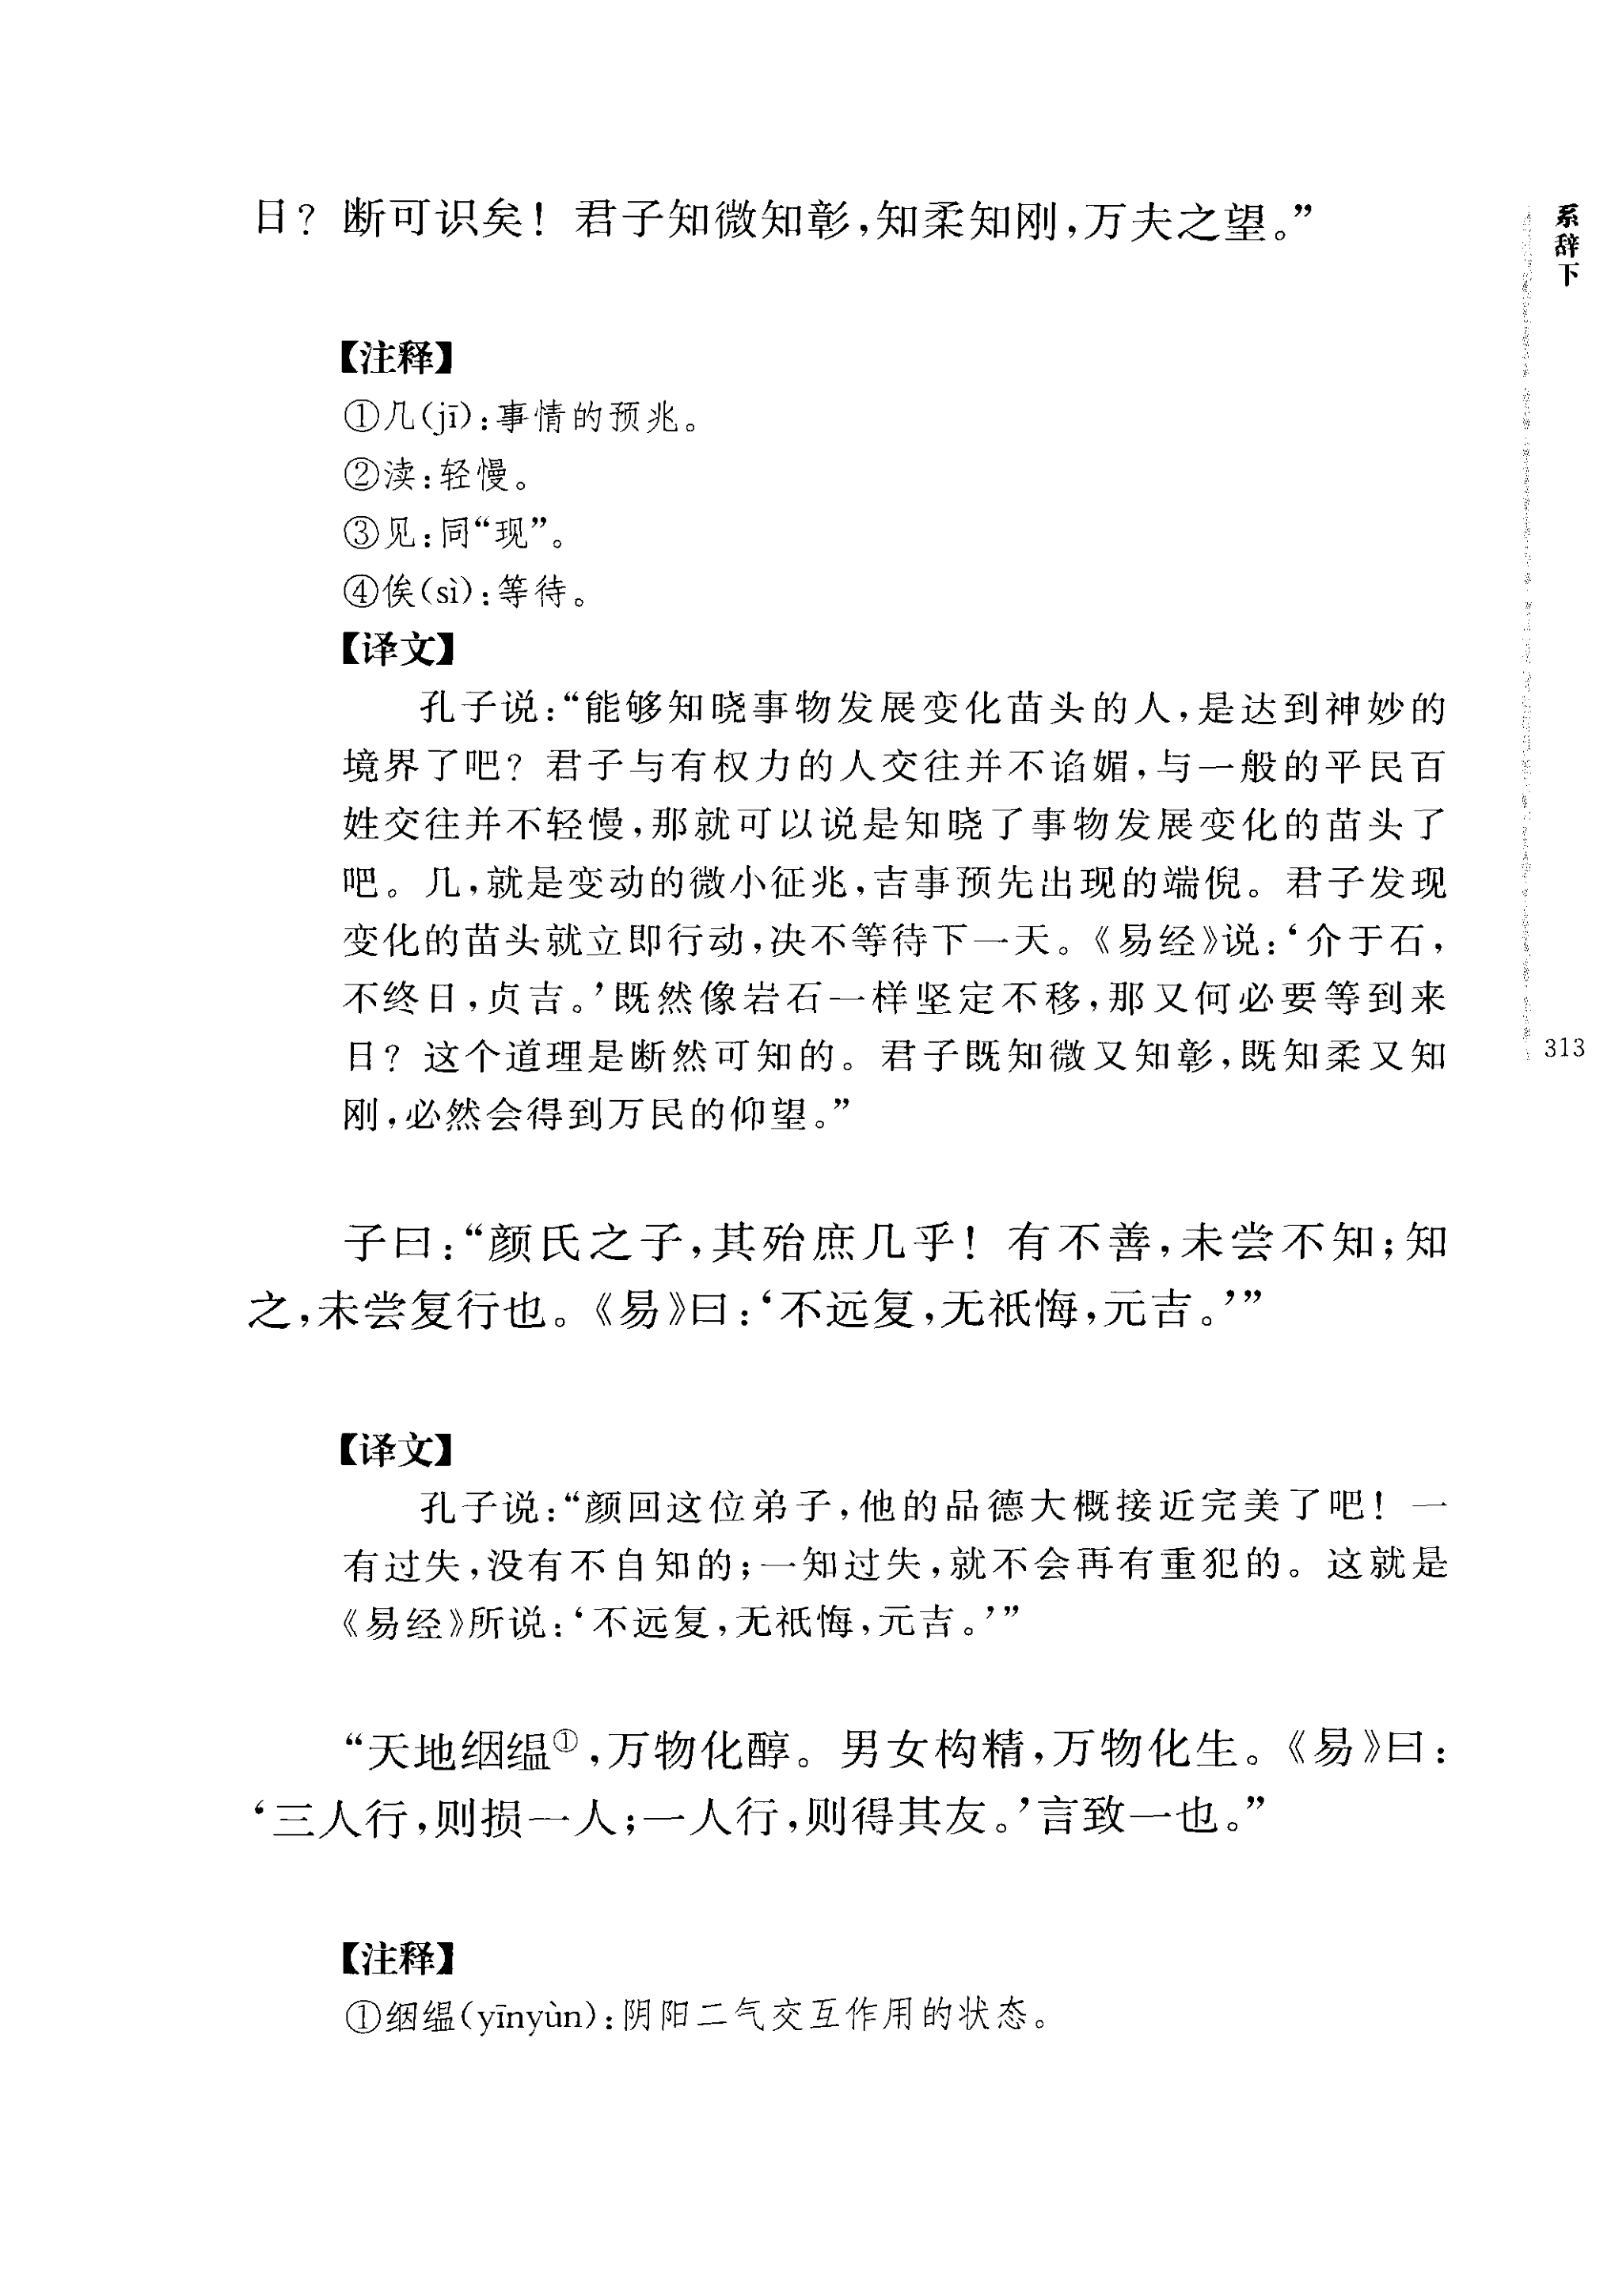 日？断可识矣！君子知微知彰，知柔知刚，万夫之望。”
【注释】
①几(jī)：事情的预兆。
②渎：轻慢。
③见：同“现”。
④俟(sì)：等待。
【译文】
孔子说：“能够知晓事物发展变化苗头的人，是达到神妙的
境界了吧？君子与有权力的人交往并不谄媚，与一般的平民百
姓交往并不轻慢，那就可以说是知晓了事物发展变化的苗头了
吧。几，就是变动的微小征兆，吉事预先出现的端倪。君子发现
变化的苗头就立即行动，决不等待下一天。《易经》说：‘介于石，
不终日，贞吉。’既然像岩石一样坚定不移，那又何必要等到来
日？这个道理是断然可知的。君子既知微又知彰，既知柔又知
刚，必然会得到万民的仰望。”
子曰：“颜氏之子，其殆庶几乎！有不善，未尝不知；知
之，未尝复行也。《易》曰：‘不远复，无祇悔，元吉。’”
【译文】
孔子说：“颜回这位弟子，他的品德大概接近完美了吧！一
有过失，没有不自知的；一知过失，就不会再有重犯的。这就是
《易经》所说：‘不远复，无祇悔，元吉。’”
“天地𬘡缊①，万物化醇。男女构精，万物化生。《易》曰：
‘三人行，则损一人；一人行，则得其友。’言致一也。”
【注释】
①𬘡缊(yīnyùn)：阴阳二气交互作用的状态。
系辞下
313